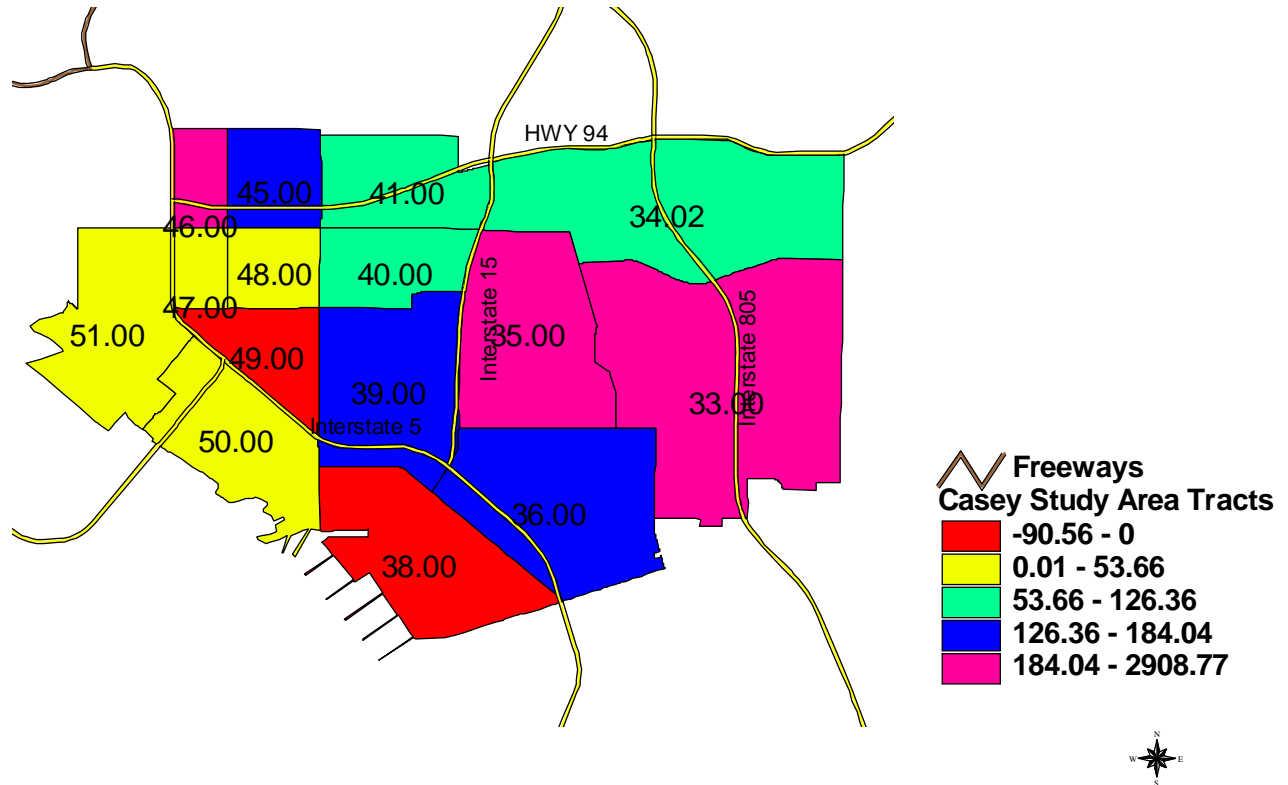 HWY 94
45.00
41.00
34.02
46.00
48.00
40.00
47.00
51.00
49.00
Interstate 15
35.00
Interstate 805
39.00
33.00
Interstate 5
50.00
36.00
38.00
Freeways
Casey Study Area Tracts
-90.56 - 0
0.01 - 53.66
53.66 - 126.36
126.36 - 184.04
184.04 - 2908.77
N
W E
S